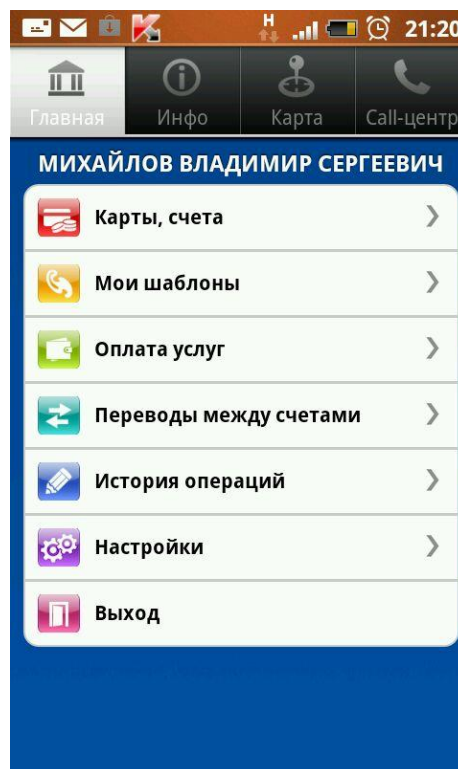 H 21:20
Главная Инфо Карта Call-центр
МИХАЙЛОВ ВЛАДИМИР СЕРГЕЕВИЧ
Карты, счета
Мои шаблоны
Оплата услуг
Переводы между счетами
История операций
Настройки
Выход